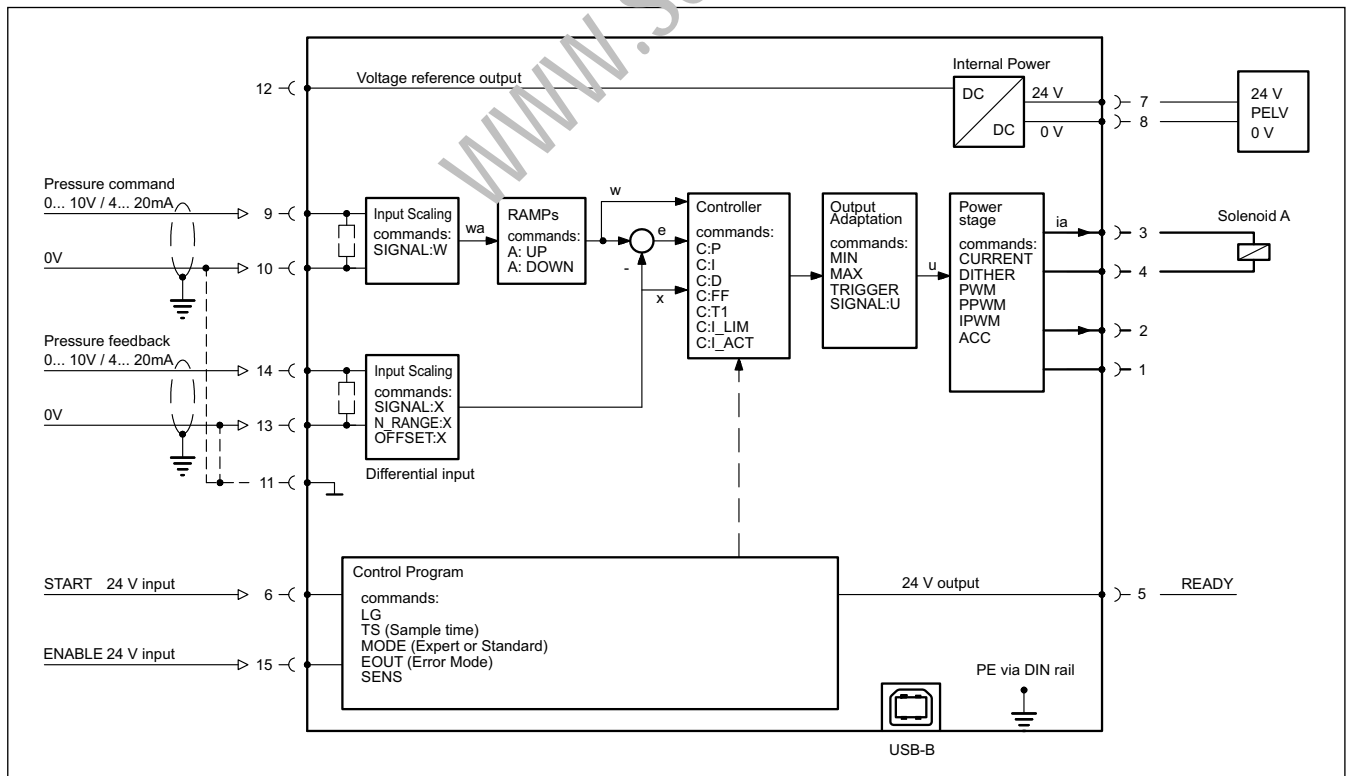 www.s
Voltage reference output
12
Internal Power
DC
DC
24 V
0 V
7
8
24 V
PELV
0 V
Pressure command
0... 10V / 4... 20mA
9
0V
10
Input Scaling
commands:
SIGNAL:W
wa
RAMPs
commands:
A: UP
A: DOWN
w
e
-
x
Controller
commands:
C:P
C:I
C:D
C:FF
C:T1
C:I_LIM
C:I_ACT
Output
Adaptation
commands:
MIN
MAX
TRIGGER
SIGNAL:U
u
Power
stage
commands:
CURRENT
DITHER
PWM
PPWM
IPWM
ACC
ia
3
4
2
1
Solenoid A
Pressure feedback
0... 10V / 4... 20mA
14
0V
13
11
Input Scaling
commands:
SIGNAL:X
N_RANGE:X
OFFSET:X
Differential input
START 24 V input
6
ENABLE 24 V input
15
Control Program
commands:
LG
TS (Sample time)
MODE (Expert or Standard)
EOUT (Error Mode)
SENS
24 V output
5
READY
PE via DIN rail
USB-B